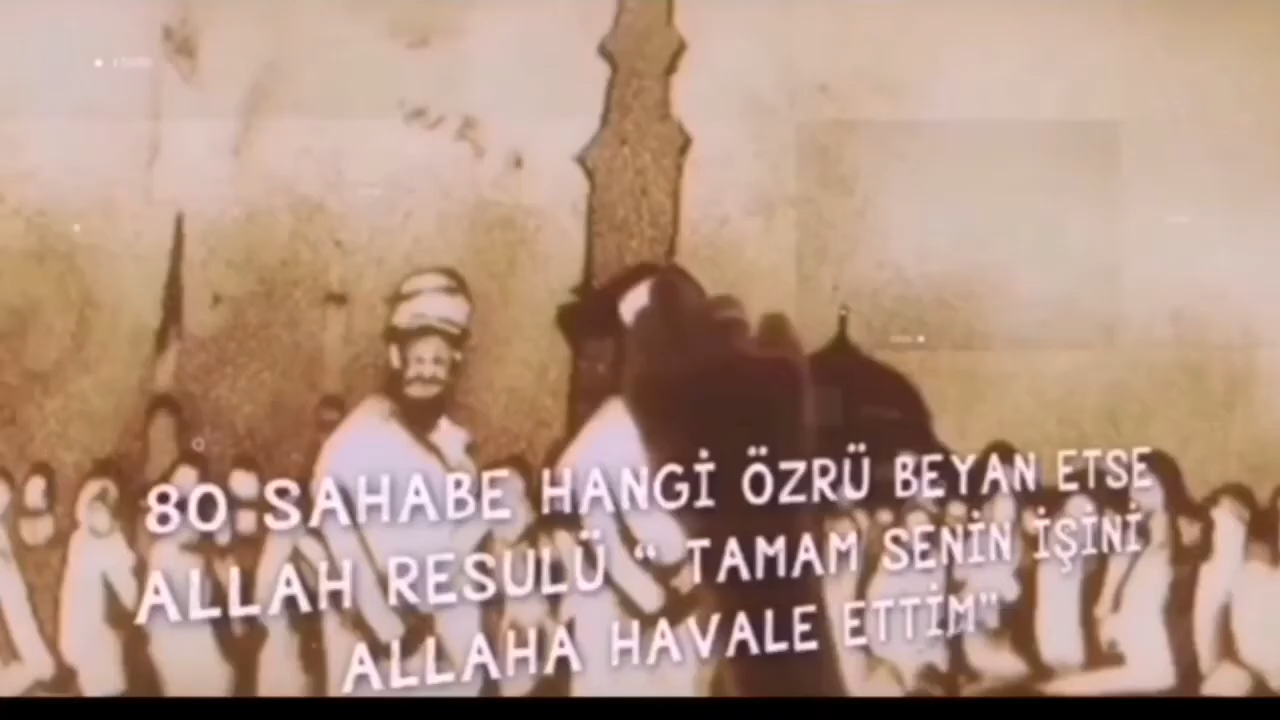 80 SAHABE HANGİ ÖZRÜ BEYAN ETSE
ALLAH RESULÜ “ TAMAM SENİN İŞİNİ
ALLAHA HAVALE ETTİM”